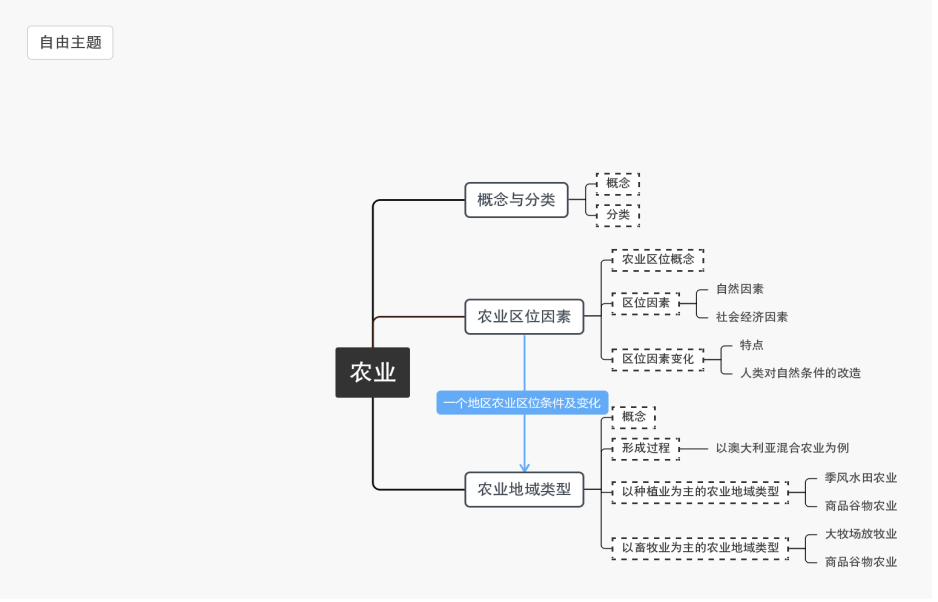 自由主题
农业
概念与分类
概念
分类
农业区位因素
农业区位概念
区位因素
自然因素
社会经济因素
区位因素变化
特点
人类对自然条件的改造
一个地区农业区位条件及变化
农业地域类型
概念
形成过程
以澳大利亚混合农业为例
以种植业为主的农业地域类型
季风水田农业
商品谷物农业
以畜牧业为主的农业地域类型
大牧场放牧业
商品谷物农业